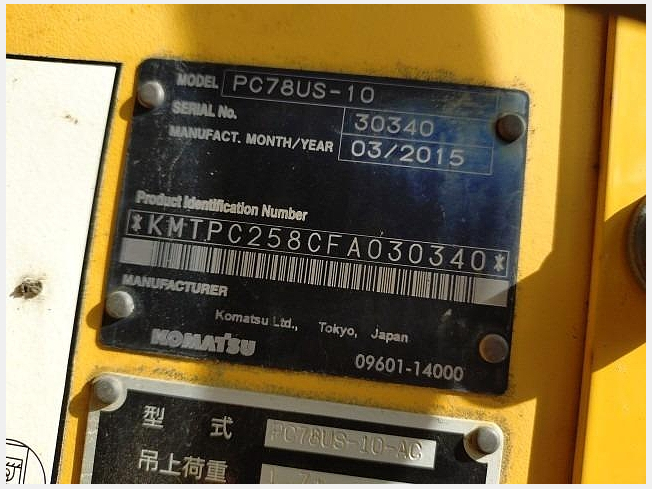 MODEL PC78US-10
SERIAL No. 30340
MANUFACT. MONTH/YEAR 03/2015
Product Identification Number
*KMTPC258CFA030340*
MANUFACTURER
Komatsu Ltd., Tokyo, Japan
KOMATSU 09601-14000
型式 PC78US-10-AC
吊上荷重